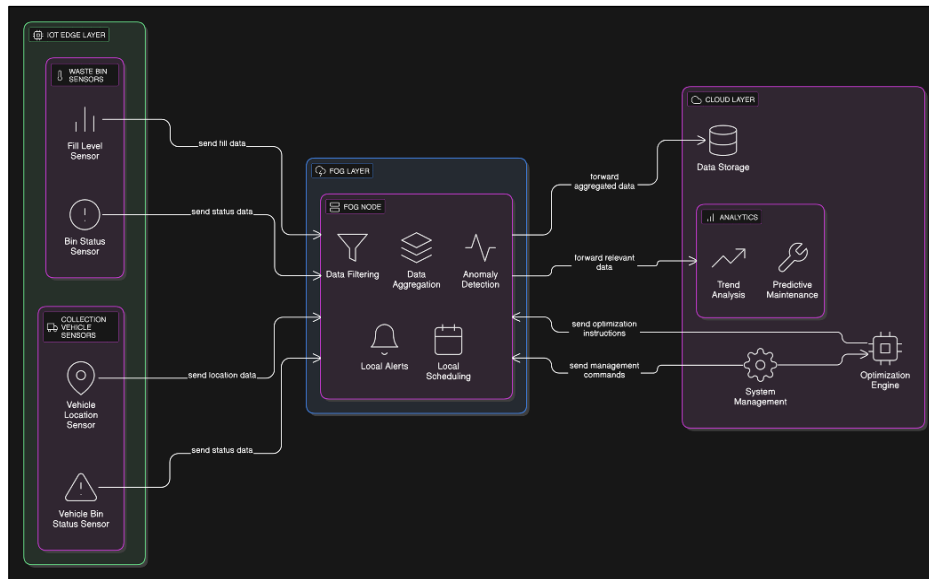 IOT EDGE LAYER
WASTE BIN
SENSORS
Fill Level
Sensor
Bin Status
Sensor
COLLECTION
VEHICLE
SENSORS
Vehicle
Location
Sensor
Vehicle Bin
Status Sensor
send fill data
send status data
send location data
send status data
FOG LAYER
FOG NODE
Data Filtering
Data
Aggregation
Anomaly
Detection
Local Alerts
Local
Scheduling
forward
aggregated data
forward relevant
data
send optimization
instructions
send management
commands
CLOUD LAYER
Data Storage
ANALYTICS
Trend
Analysis
Predictive
Maintenance
System
Management
Optimization
Engine